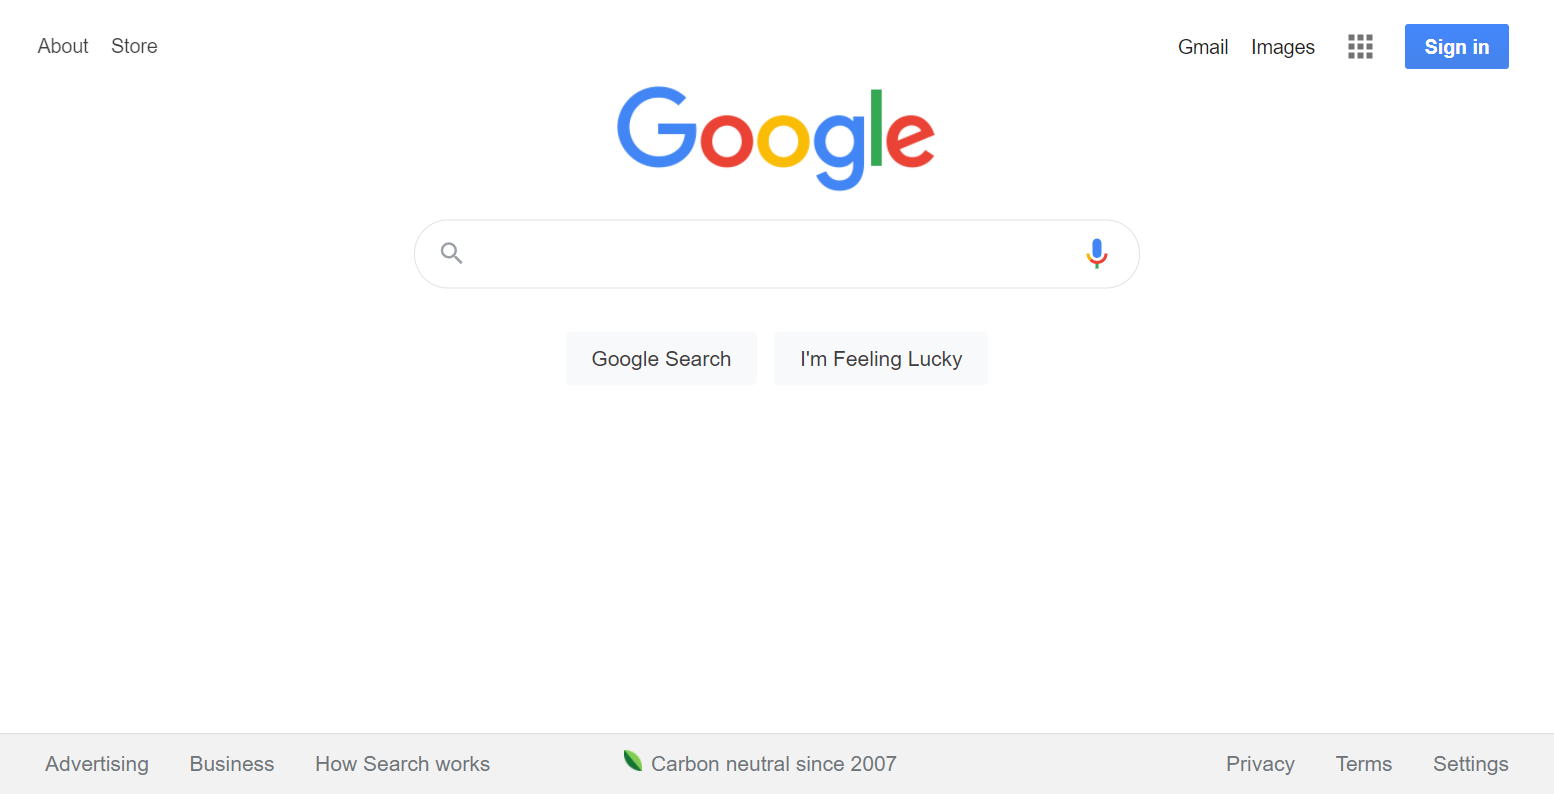 About Store Gmail Images Sign in
Google
Google Search I'm Feeling Lucky
Advertising Business How Search works Carbon neutral since 2007 Privacy Terms Settings